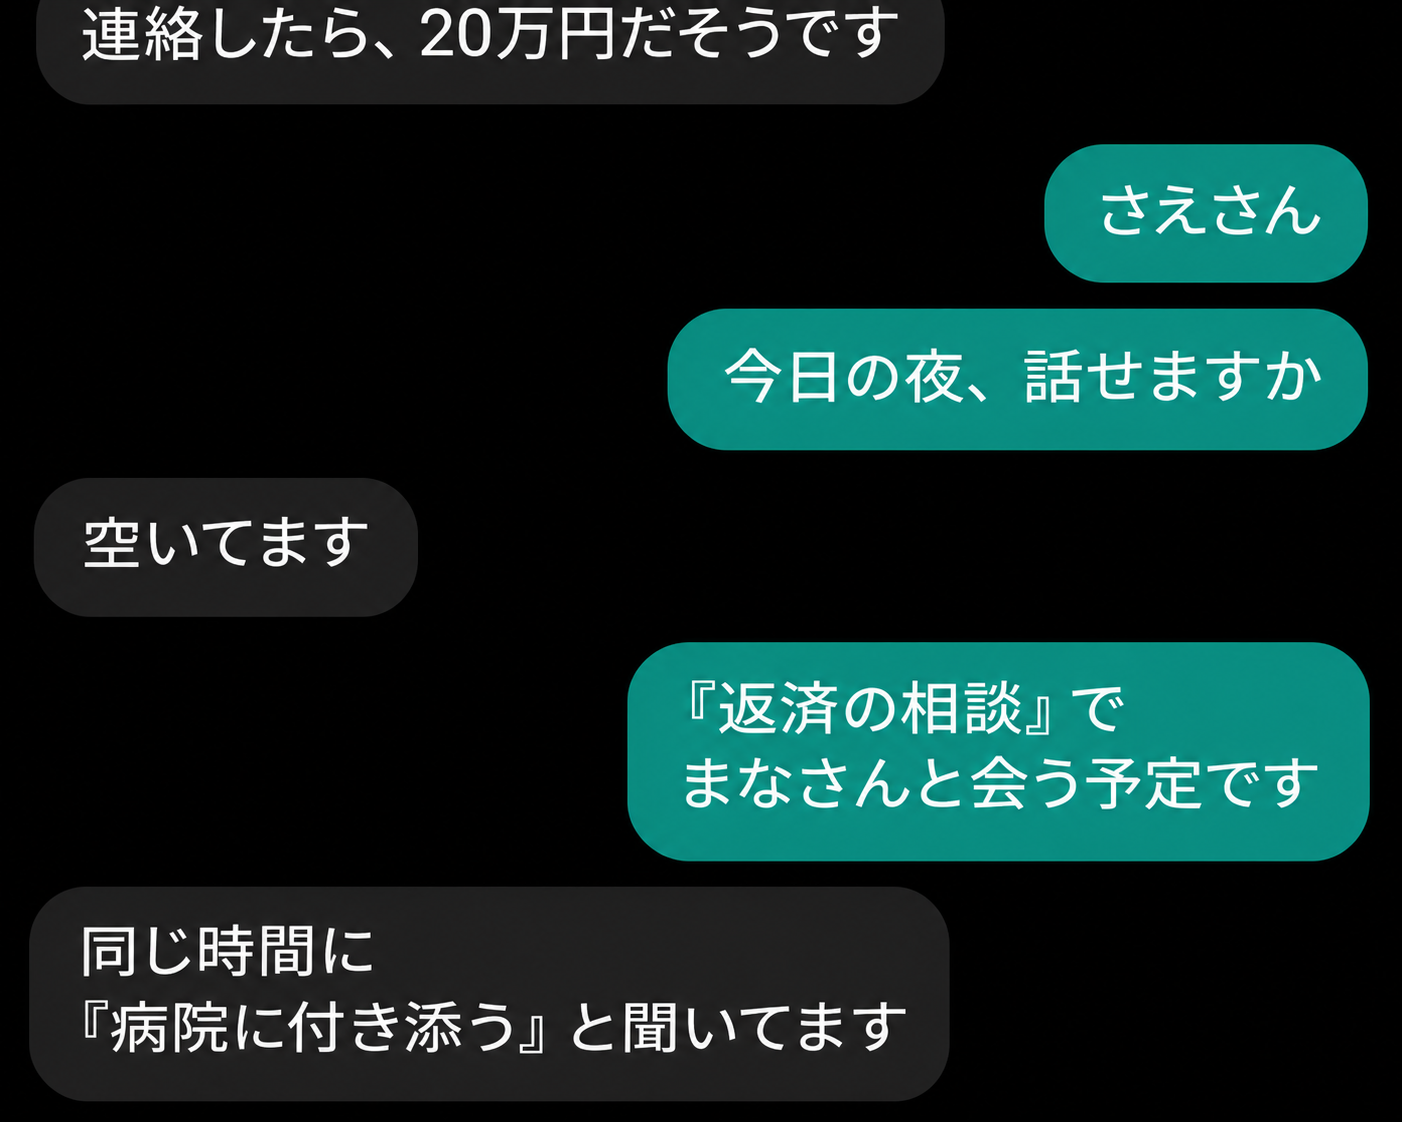 連絡したら、20万円だそうです
さえさん
今日の夜、話せますか
空いてます
『返済の相談』で
まなさんと会う予定です
同じ時間に
『病院に付き添う』と聞いてます